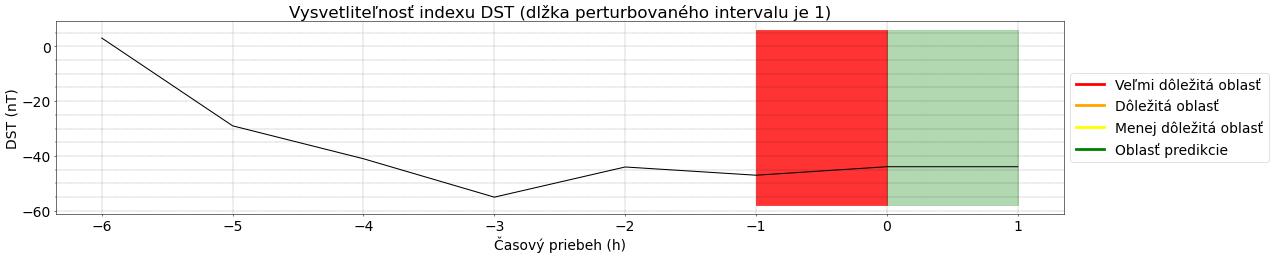 Vysvetliteľnosť indexu DST (dlžka perturbovaného intervalu je 1)
DST (nT)
0
−20
−40
−60
−6 −5 −4 −3 −2 −1 0 1
Časový priebeh (h)
Veľmi dôležitá oblasť
Dôležitá oblasť
Menej dôležitá oblasť
Oblasť predikcie